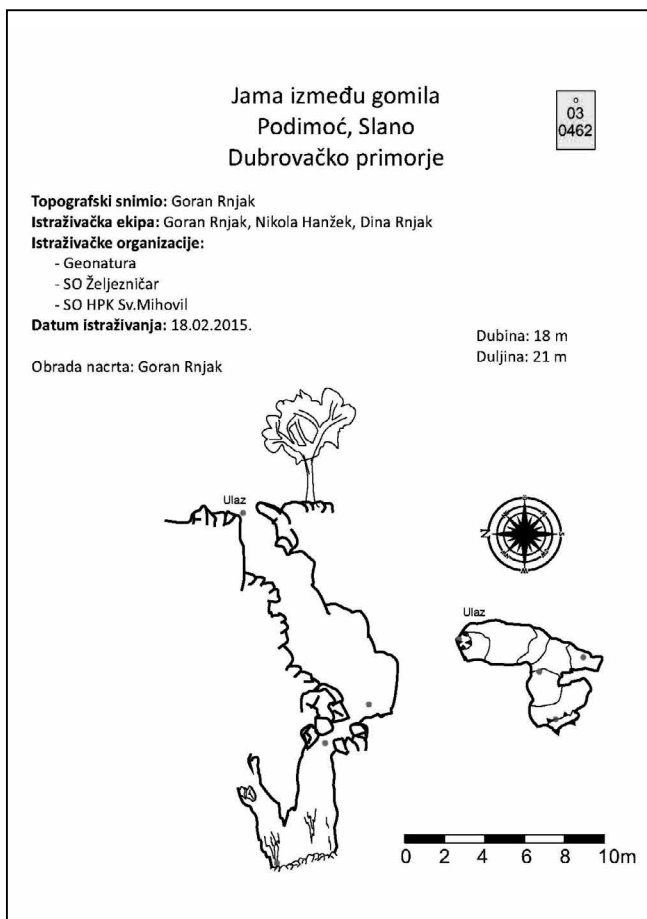 Jama između gomila
Podimoć, Slano
Dubrovačko primorje
03
0462
Topografski snimio: Goran Rnjak
Istraživačka ekipa: Goran Rnjak, Nikola Hanžek, Dina Rnjak
Istraživačke organizacije:
- Geonatura
- SO Željezničar
- SO HPK Sv.Mihovil
Datum istraživanja: 18.02.2015.
Dubina: 18 m
Duljina: 21 m
Obrada nacrta: Goran Rnjak
Ulaz
N
Ulaz
0 2 4 6 8 10m